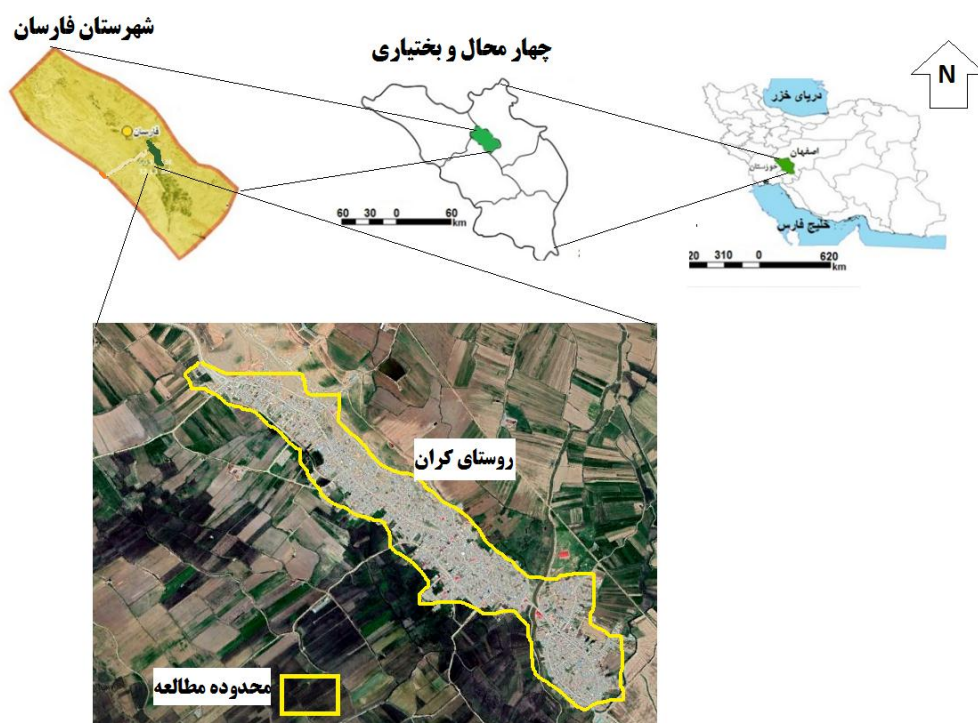 شهرستان فارسان
چهار محال و بختیاری
N
دریای خزر
اصفهان
خوزستان
خلیج فارس
فارسان
60 30 0 60
km
20 310 0 620
km
روستای کران
محدوده مطالعه